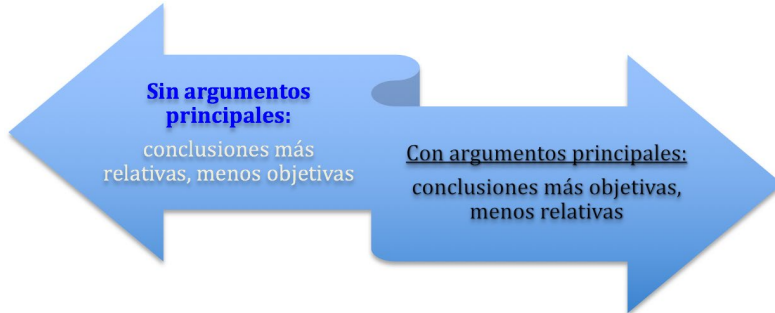 Sin argumentos
principales:
conclusiones más
relativas, menos objetivas
Con argumentos principales:
conclusiones más objetivas,
menos relativas